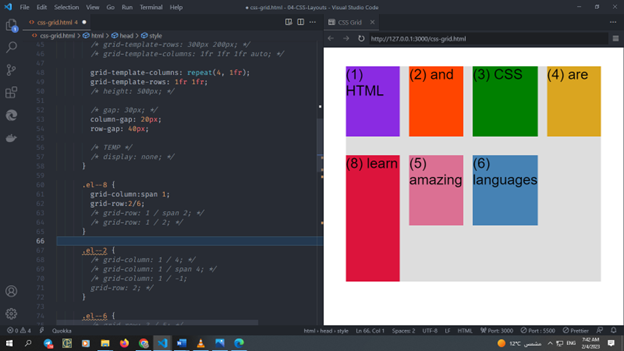 File Edit Selection View Go Run Terminal Help
css-grid.html - 04-CSS-Layouts - Visual Studio Code
css-grid.html 4
CSS Grid
css-grid.html > html > head > style
http://127.0.0.1:3000/css-grid.html
45 /* grid-template-rows: 300px 200px; */
46 /* grid-template-columns: 1fr 1fr 1fr auto; */
47
48 grid-template-columns: repeat(4, 1fr);
49 grid-template-rows: 1fr 1fr;
50 /* height: 500px; */
51
52 /* gap: 30px; */
53 column-gap: 20px;
54 row-gap: 40px;
55
56 /* TEMP */
57 /* display: none; */
58 }
59
60 .el--8 {
61 grid-column:span 1;
62 grid-row:2/6;
63 /* grid-row: 1 / span 2; */
64 /* grid-row: 1 / 2; */
65 }
66
67 .el--2 {
68 /* grid-column: 1 / 4; */
69 /* grid-column: 1 / span 4; */
70 /* grid-column: 1 / -1;
71 grid-row: 2; */
72 }
73
74 .el--6 {
(1) HTML
(2) and
(3) CSS
(4) are
(8) learn
(5) amazing
(6) languages
0 4 Quokka
html > head > style
Ln 66, Col 1
Spaces: 2
UTF-8
LF
HTML
Port: 3000
Port : 5500
Prettier
12°C مشمس
ENG
7:42 AM
2/4/2023